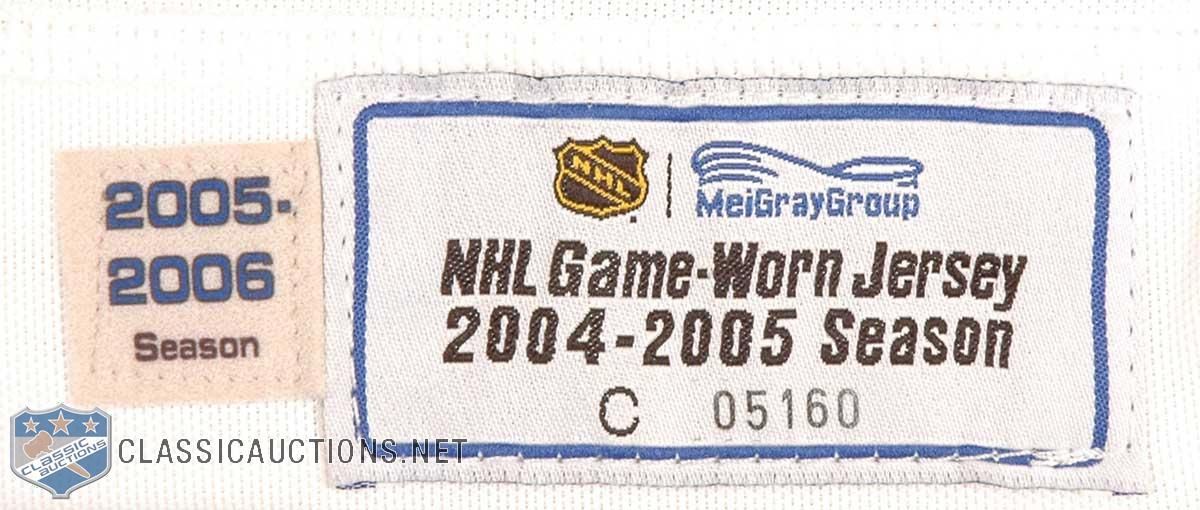 2005-
2006
Season
NHL
MeiGrayGroup
NHL Game-Worn Jersey
2004-2005 Season
C 05160
CLASSIC
AUCTIONS
CLASSICAUCTIONS.NET